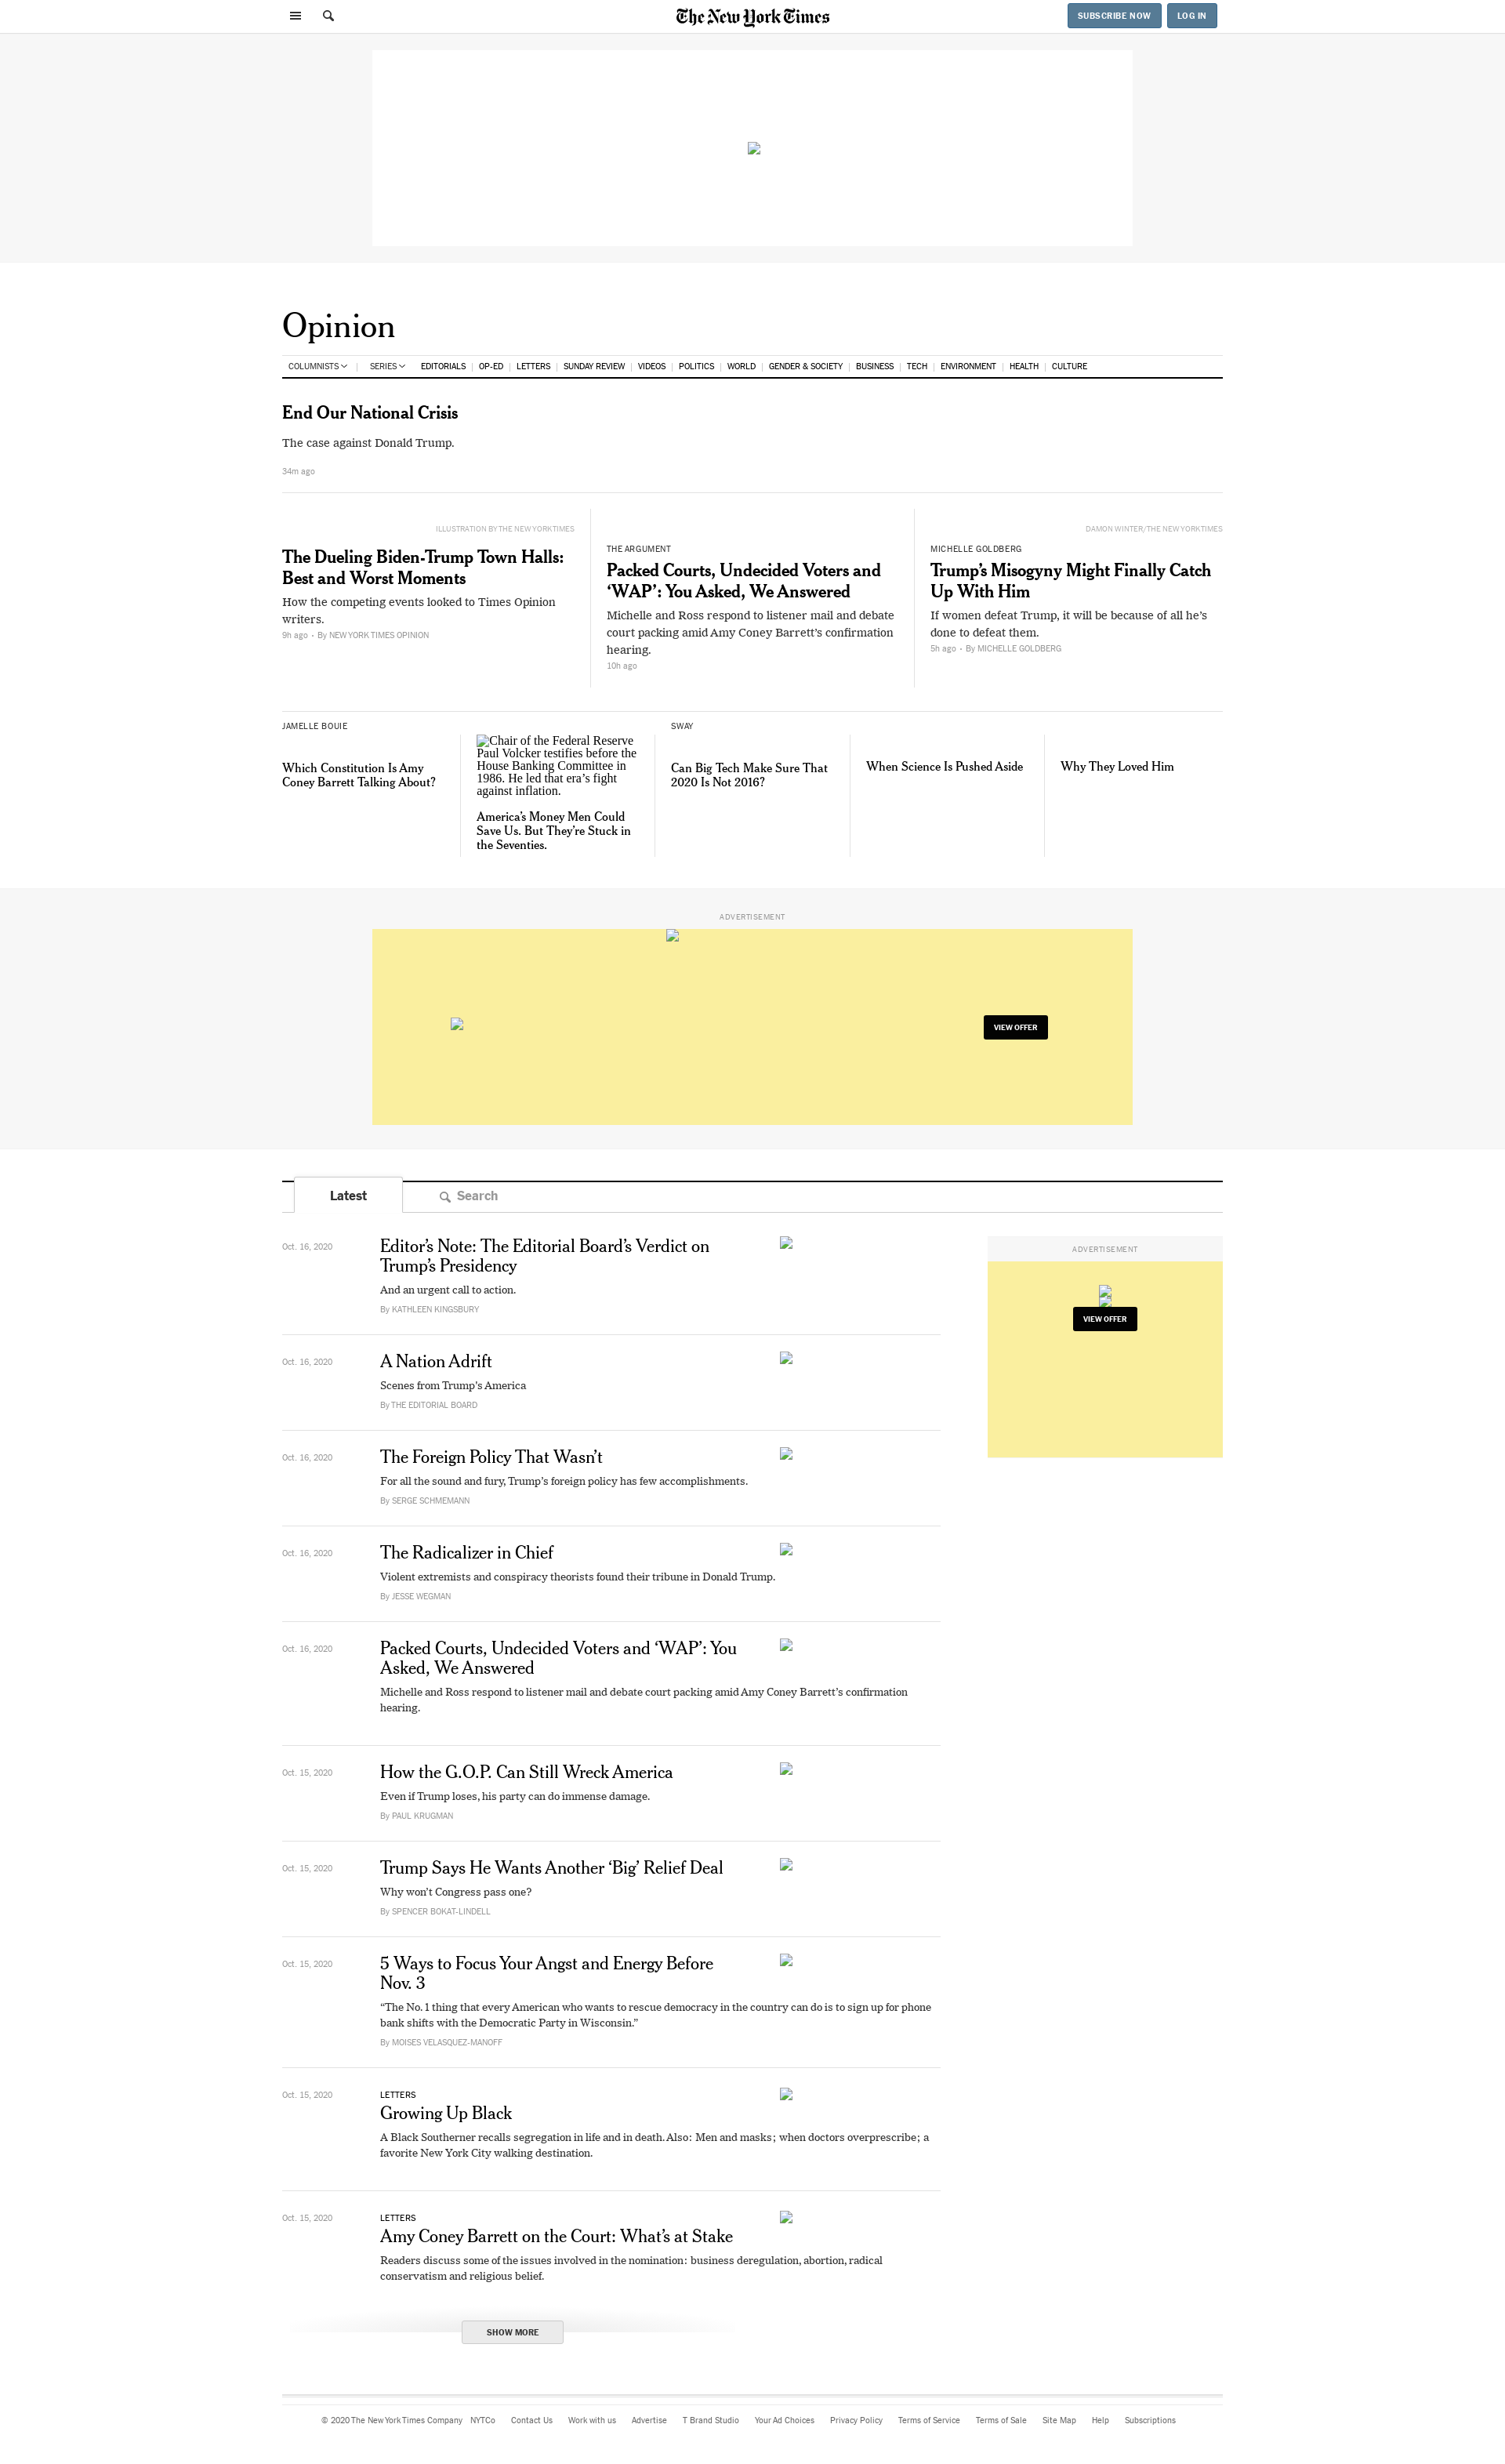 The New York Times
SUBSCRIBE NOW
LOG IN
Opinion
COLUMNISTS | SERIES EDITORIALS | OP-ED | LETTERS | SUNDAY REVIEW | VIDEOS | POLITICS | WORLD | GENDER & SOCIETY | BUSINESS | TECH | ENVIRONMENT | HEALTH | CULTURE
End Our National Crisis
The case against Donald Trump.
34m ago
ILLUSTRATION BY THE NEW YORK TIMES
The Dueling Biden-Trump Town Halls:
Best and Worst Moments
How the competing events looked to Times Opinion
writers.
9h ago • By NEW YORK TIMES OPINION
THE ARGUMENT
Packed Courts, Undecided Voters and
‘WAP’: You Asked, We Answered
Michelle and Ross respond to listener mail and debate
court packing amid Amy Coney Barrett’s confirmation
hearing.
10h ago
DAMON WINTER/THE NEW YORK TIMES
MICHELLE GOLDBERG
Trump’s Misogyny Might Finally Catch
Up With Him
If women defeat Trump, it will be because of all he’s
done to defeat them.
5h ago • By MICHELLE GOLDBERG
JAMELLE BOUIE
Which Constitution Is Amy
Coney Barrett Talking About?
Chair of the Federal Reserve
Paul Volcker testifies before the
House Banking Committee in
1986. He led that era’s fight
against inflation.
America’s Money Men Could
Save Us. But They’re Stuck in
the Seventies.
SWAY
Can Big Tech Make Sure That
2020 Is Not 2016?
When Science Is Pushed Aside
Why They Loved Him
ADVERTISEMENT
VIEW OFFER
Latest
Search
Oct. 16, 2020
Editor’s Note: The Editorial Board’s Verdict on
Trump’s Presidency
And an urgent call to action.
By KATHLEEN KINGSBURY
ADVERTISEMENT
VIEW OFFER
Oct. 16, 2020
A Nation Adrift
Scenes from Trump’s America
By THE EDITORIAL BOARD
Oct. 16, 2020
The Foreign Policy That Wasn’t
For all the sound and fury, Trump’s foreign policy has few accomplishments.
By SERGE SCHMEMANN
Oct. 16, 2020
The Radicalizer in Chief
Violent extremists and conspiracy theorists found their tribune in Donald Trump.
By JESSE WEGMAN
Oct. 16, 2020
Packed Courts, Undecided Voters and ‘WAP’: You
Asked, We Answered
Michelle and Ross respond to listener mail and debate court packing amid Amy Coney Barrett’s confirmation
hearing.
Oct. 15, 2020
How the G.O.P. Can Still Wreck America
Even if Trump loses, his party can do immense damage.
By PAUL KRUGMAN
Oct. 15, 2020
Trump Says He Wants Another ‘Big’ Relief Deal
Why won’t Congress pass one?
By SPENCER BOKAT-LINDELL
Oct. 15, 2020
5 Ways to Focus Your Angst and Energy Before
Nov. 3
“The No. 1 thing that every American who wants to rescue democracy in the country can do is to sign up for phone
bank shifts with the Democratic Party in Wisconsin.”
By MOISES VELASQUEZ-MANOFF
Oct. 15, 2020
LETTERS
Growing Up Black
A Black Southerner recalls segregation in life and in death. Also: Men and masks; when doctors overprescribe; a
favorite New York City walking destination.
Oct. 15, 2020
LETTERS
Amy Coney Barrett on the Court: What’s at Stake
Readers discuss some of the issues involved in the nomination: business deregulation, abortion, radical
conservatism and religious belief.
SHOW MORE
© 2020 The New York Times Company NYTCo Contact Us Work with us Advertise T Brand Studio Your Ad Choices Privacy Policy Terms of Service Terms of Sale Site Map Help Subscriptions